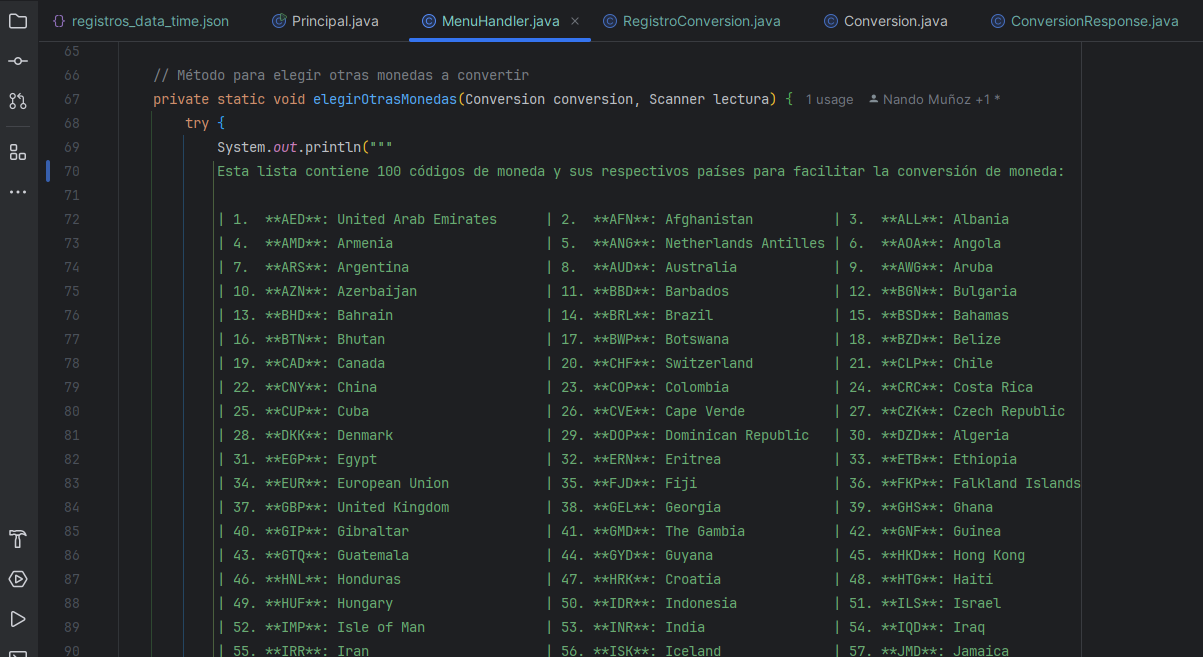 registros_data_time.json Principal.java MenuHandler.java RegistroConversion.java Conversion.java ConversionResponse.java
65
66 // Método para elegir otras monedas a convertir
67 private static void elegirOtrasMonedas(Conversion conversion, Scanner lectura) { 1 usage Nando Muñoz +1 *
68 try {
69 System.out.println("""
70 Esta lista contiene 100 códigos de moneda y sus respectivos países para facilitar la conversión de moneda:
71
72 | 1. **AED**: United Arab Emirates | 2. **AFN**: Afghanistan | 3. **ALL**: Albania
73 | 4. **AMD**: Armenia | 5. **ANG**: Netherlands Antilles | 6. **AOA**: Angola
74 | 7. **ARS**: Argentina | 8. **AUD**: Australia | 9. **AWG**: Aruba
75 | 10. **AZN**: Azerbaijan | 11. **BBD**: Barbados | 12. **BGN**: Bulgaria
76 | 13. **BHD**: Bahrain | 14. **BRL**: Brazil | 15. **BSD**: Bahamas
77 | 16. **BTN**: Bhutan | 17. **BWP**: Botswana | 18. **BZD**: Belize
78 | 19. **CAD**: Canada | 20. **CHF**: Switzerland | 21. **CLP**: Chile
79 | 22. **CNY**: China | 23. **COP**: Colombia | 24. **CRC**: Costa Rica
80 | 25. **CUP**: Cuba | 26. **CVE**: Cape Verde | 27. **CZK**: Czech Republic
81 | 28. **DKK**: Denmark | 29. **DOP**: Dominican Republic | 30. **DZD**: Algeria
82 | 31. **EGP**: Egypt | 32. **ERN**: Eritrea | 33. **ETB**: Ethiopia
83 | 34. **EUR**: European Union | 35. **FJD**: Fiji | 36. **FKP**: Falkland Islands
84 | 37. **GBP**: United Kingdom | 38. **GEL**: Georgia | 39. **GHS**: Ghana
85 | 40. **GIP**: Gibraltar | 41. **GMD**: The Gambia | 42. **GNF**: Guinea
86 | 43. **GTQ**: Guatemala | 44. **GYD**: Guyana | 45. **HKD**: Hong Kong
87 | 46. **HNL**: Honduras | 47. **HRK**: Croatia | 48. **HTG**: Haiti
88 | 49. **HUF**: Hungary | 50. **IDR**: Indonesia | 51. **ILS**: Israel
89 | 52. **IMP**: Isle of Man | 53. **INR**: India | 54. **IQD**: Iraq
90 | 55. **IRR**: Iran | 56. **ISK**: Iceland | 57. **JMD**: Jamaica